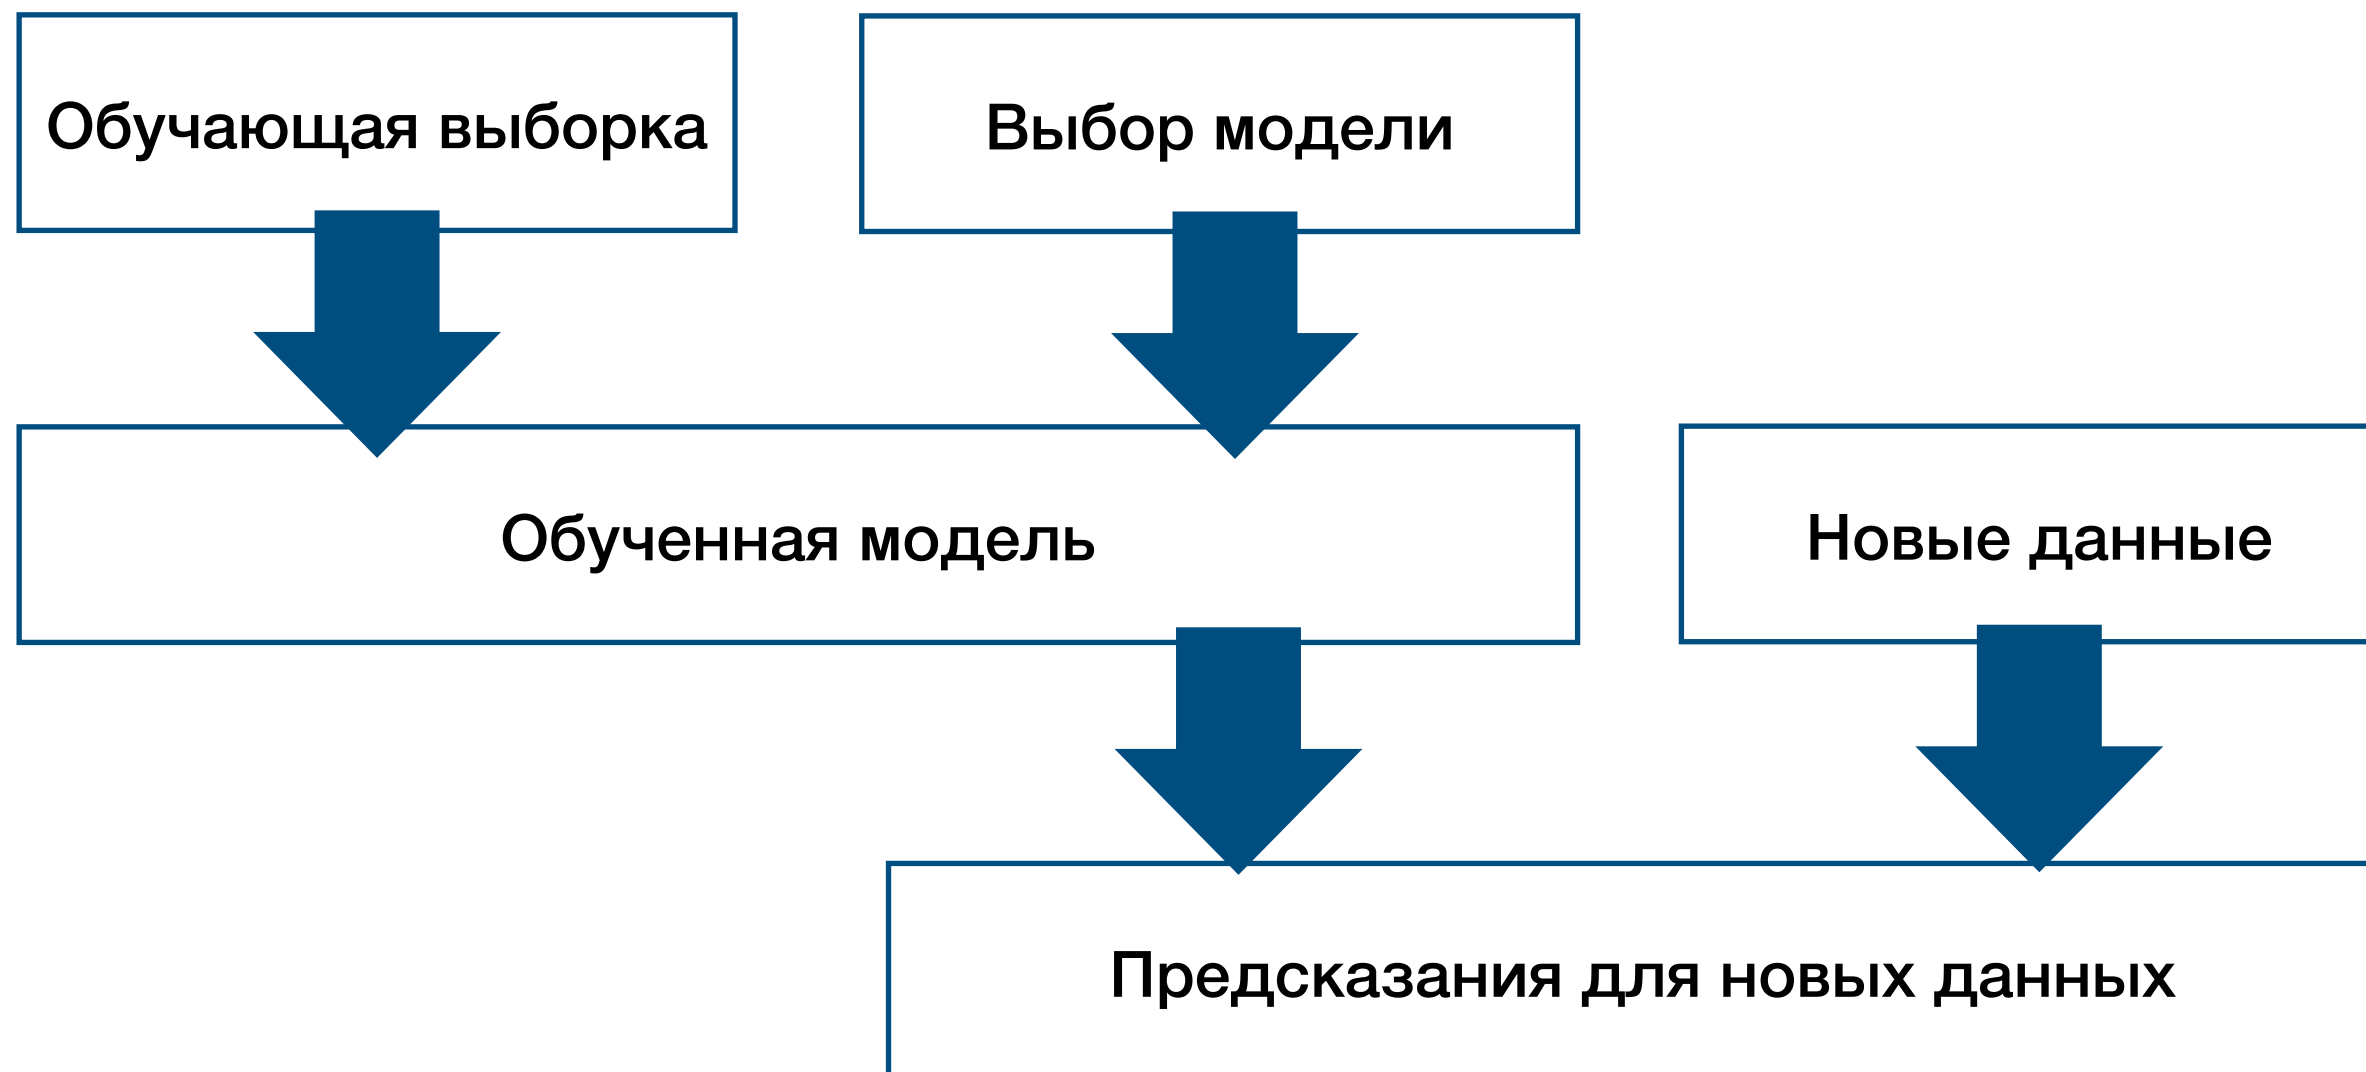 Обучающая выборка
Выбор модели
Обученная модель
Новые данные
Предсказания для новых данных